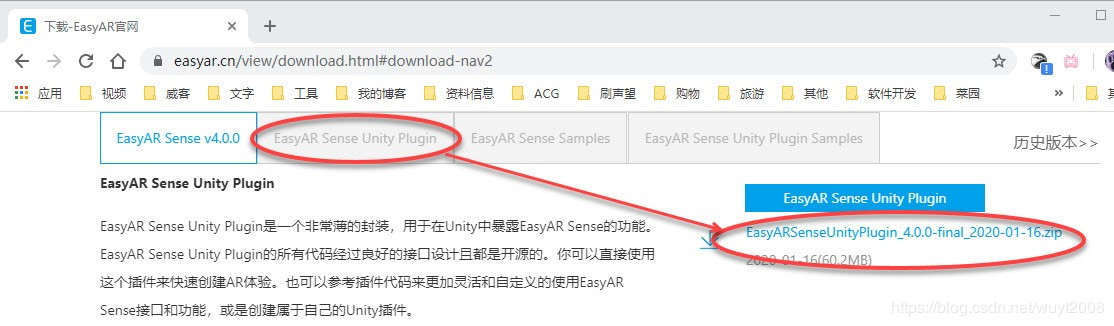 下载-EasyAR官网
easyar.cn/view/download.html#download-nav2
应用 视频 威客 文字 工具 我的博客 资料信息 ACG 刷声望 购物 旅游 其他 软件开发 菜园 »
EasyAR Sense v4.0.0 EasyAR Sense Unity Plugin EasyAR Sense Samples EasyAR Sense Unity Plugin Samples 历史版本>>
EasyAR Sense Unity Plugin
EasyAR Sense Unity Plugin是一个非常薄的封装，用于在Unity中暴露EasyAR Sense的功能。
EasyAR Sense Unity Plugin的所有代码经过良好的接口设计且都是开源的。你可以直接使用
这个插件来快速创建AR体验。也可以参考插件代码来更加灵活和自定义的使用EasyAR
Sense接口和功能，或是创建属于自己的Unity插件。
EasyAR Sense Unity Plugin
EasyARSenseUnityPlugin_4.0.0-final_2020-01-16.zip
2020-01-16(60.2MB)
https://blog.csdn.net/wuyt2008